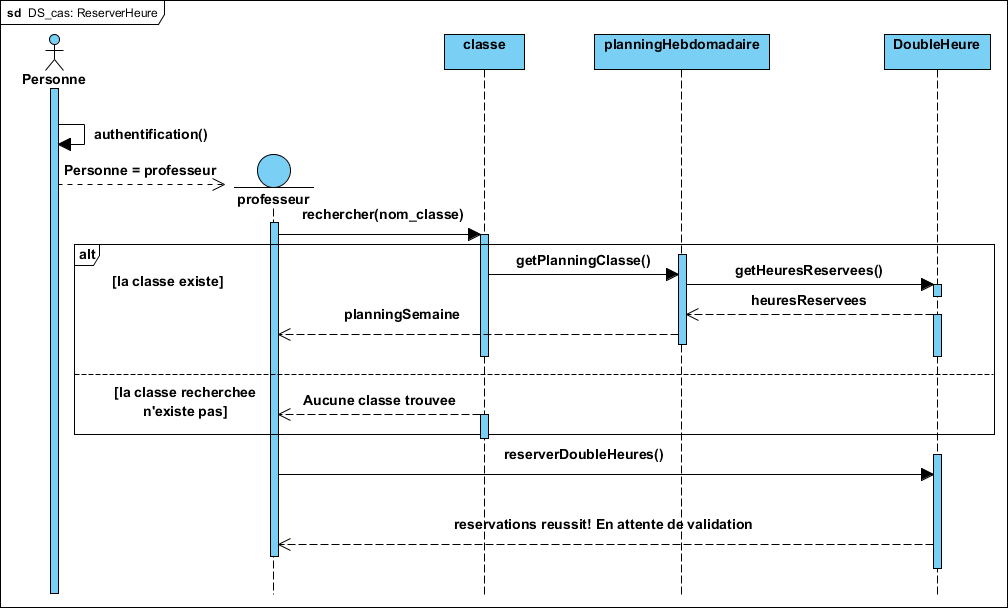 sd DS_cas: ReserverHeure
classe
planningHebdomadaire
DoubleHeure
Personne
authentification()
Personne = professeur
professeur
rechercher(nom_classe)
alt
[la classe existe]
getPlanningClasse()
getHeuresReservees()
heuresReservees
planningSemaine
[la classe recherchee
n'existe pas]
Aucune classe trouvee
reserverDoubleHeures()
reservations reussit! En attente de validation